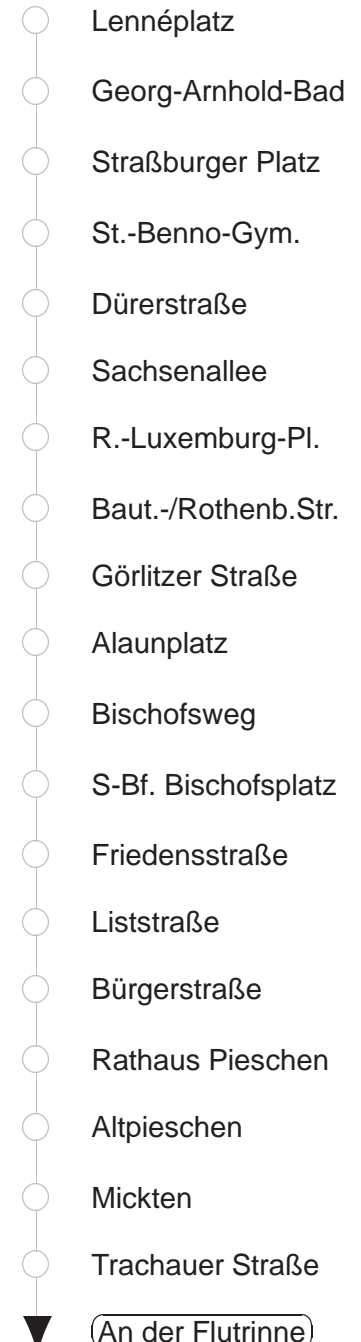 Lennéplatz
Georg-Arnhold-Bad
Straßburger Platz
St.-Benno-Gym.
Dürerstraße
Sachsenallee
R.-Luxemburg-Pl.
Baut.-/Rothenb.Str.
Görlitzer Straße
Alaunplatz
Bischofsweg
S-Bf. Bischofsplatz
Friedensstraße
Liststraße
Bürgerstraße
Rathaus Pieschen
Altpieschen
Mickten
Trachauer Straße
An der Flutrinne